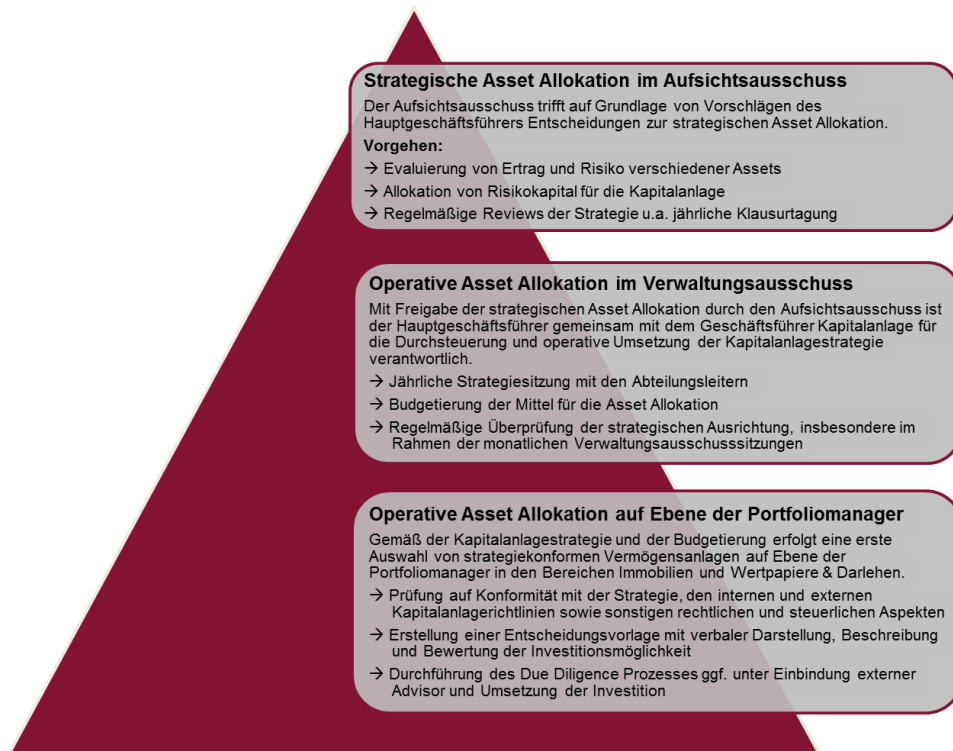 Strategische Asset Allokation im Aufsichtsausschuss
Der Aufsichtsausschuss trifft auf Grundlage von Vorschlägen des
Hauptgeschäftsführers Entscheidungen zur strategischen Asset Allokation.
Vorgehen:
→ Evaluierung von Ertrag und Risiko verschiedener Assets
→ Allokation von Risikokapital für die Kapitalanlage
→ Regelmäßige Reviews der Strategie u.a. jährliche Klausurtagung
Operative Asset Allokation im Verwaltungsausschuss
Mit Freigabe der strategischen Asset Allokation durch den Aufsichtsausschuss ist
der Hauptgeschäftsführer gemeinsam mit dem Geschäftsführer Kapitalanlage für
die Durchsteuerung und operative Umsetzung der Kapitalanlagestrategie
verantwortlich.
→ Jährliche Strategiesitzung mit den Abteilungsleitern
→ Budgetierung der Mittel für die Asset Allokation
→ Regelmäßige Überprüfung der strategischen Ausrichtung, insbesondere im
Rahmen der monatlichen Verwaltungsausschusssitzungen
Operative Asset Allokation auf Ebene der Portfoliomanager
Gemäß der Kapitalanlagestrategie und der Budgetierung erfolgt eine erste
Auswahl von strategiekonformen Vermögensanlagen auf Ebene der
Portfoliomanager in den Bereichen Immobilien und Wertpapiere & Darlehen.
→ Prüfung auf Konformität mit der Strategie, den internen und externen
Kapitalanlagerichtlinien sowie sonstigen rechtlichen und steuerlichen Aspekten
→ Erstellung einer Entscheidungsvorlage mit verbaler Darstellung, Beschreibung
und Bewertung der Investitionsmöglichkeit
→ Durchführung des Due Diligence Prozesses ggf. unter Einbindung externer
Advisor und Umsetzung der Investition